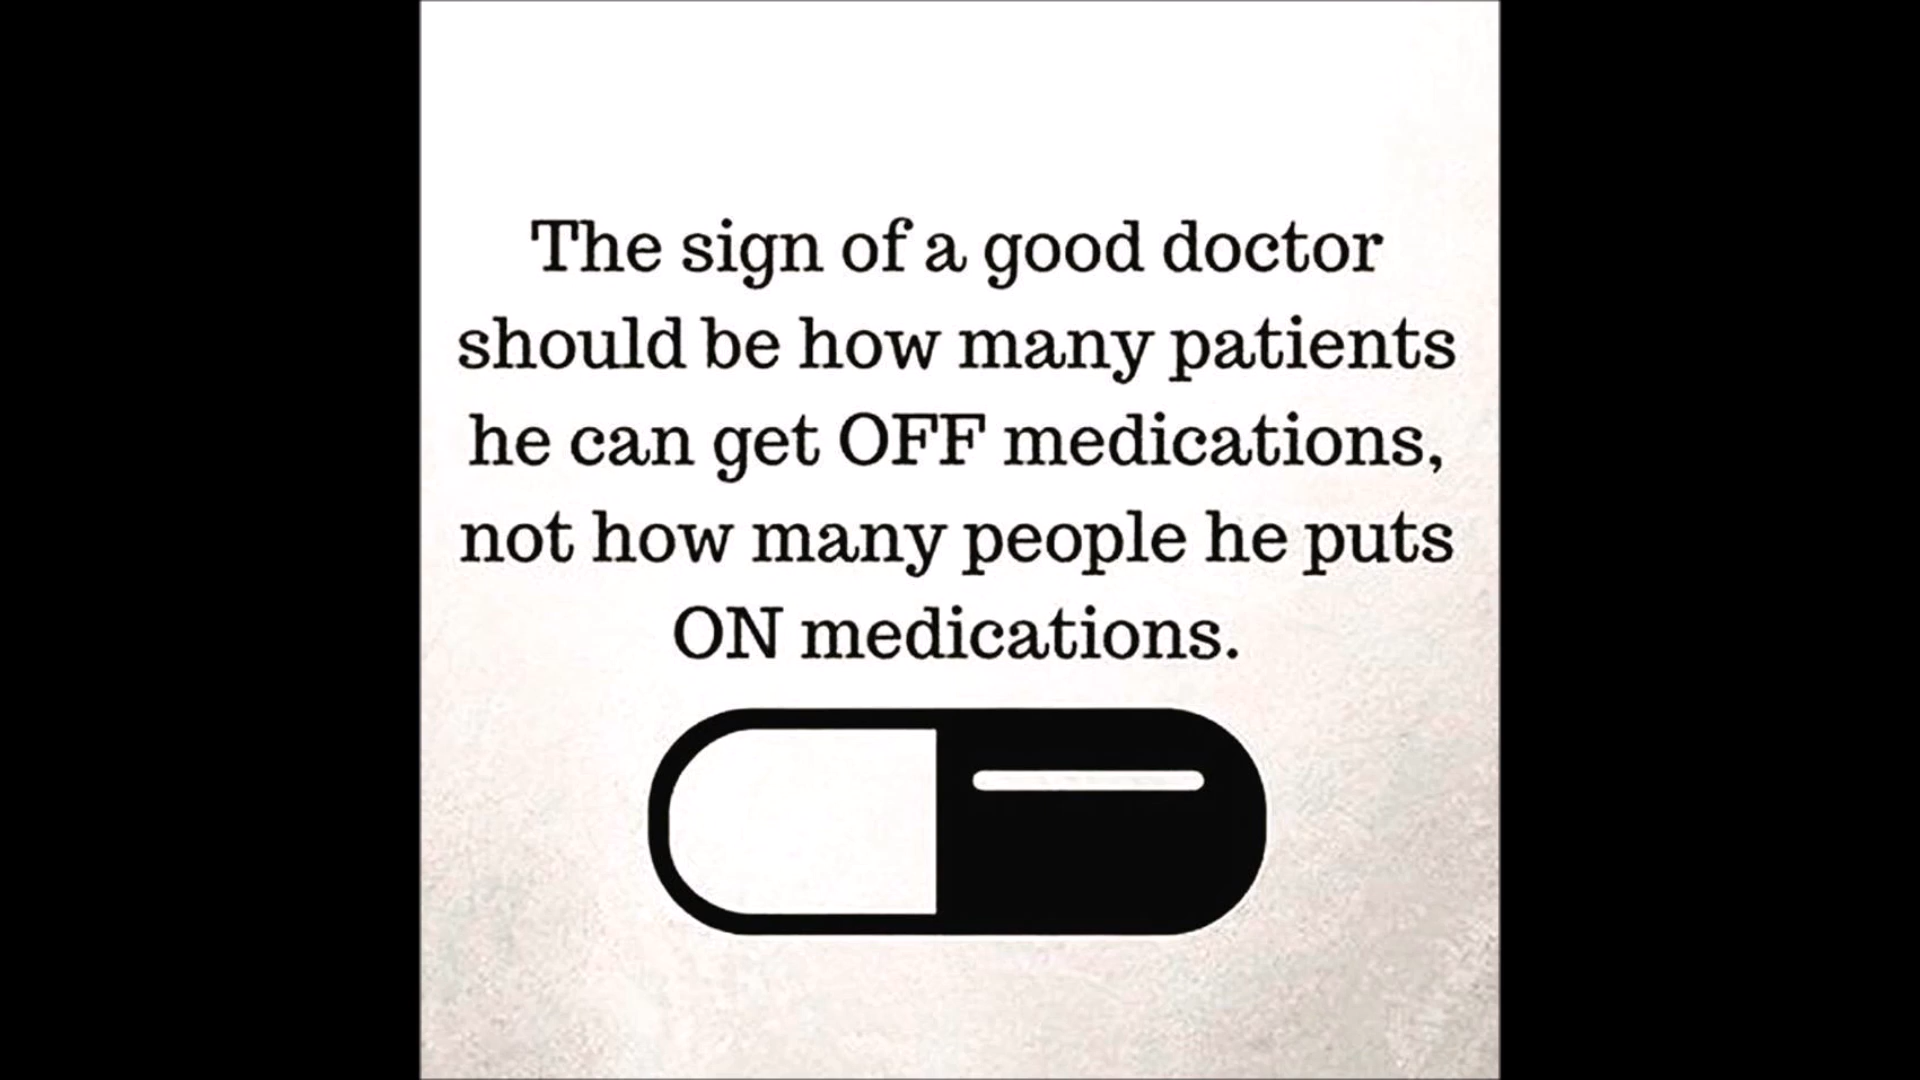 The sign of a good doctor
should be how many patients
he can get OFF medications,
not how many people he puts
ON medications.